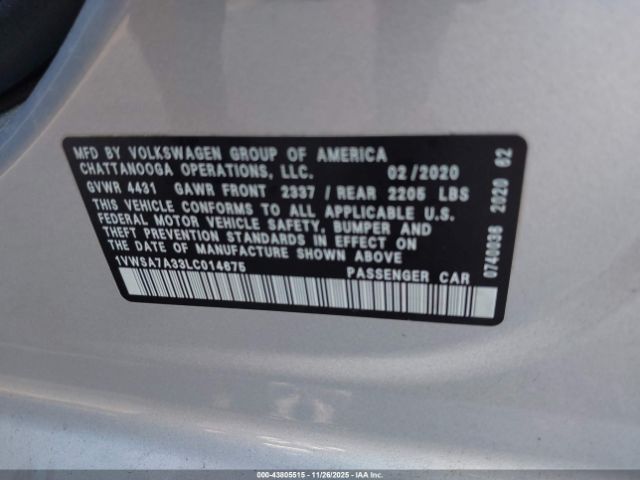 MFD BY VOLKSWAGEN GROUP OF AMERICA
CHATTANOOGA OPERATIONS, LLC. 02/2020
GVWR 4431 GAWR FRONT 2337 / REAR 2205 LBS
THIS VEHICLE CONFORMS TO ALL APPLICABLE U.S.
FEDERAL MOTOR VEHICLE SAFETY, BUMPER AND
THEFT PREVENTION STANDARDS IN EFFECT ON
THE DATE OF MANUFACTURE SHOWN ABOVE
1VWSA7A33LC014675 PASSENGER CAR
0740036 2020 62
000-43805515 | 11/26/2025 | IAA Inc.